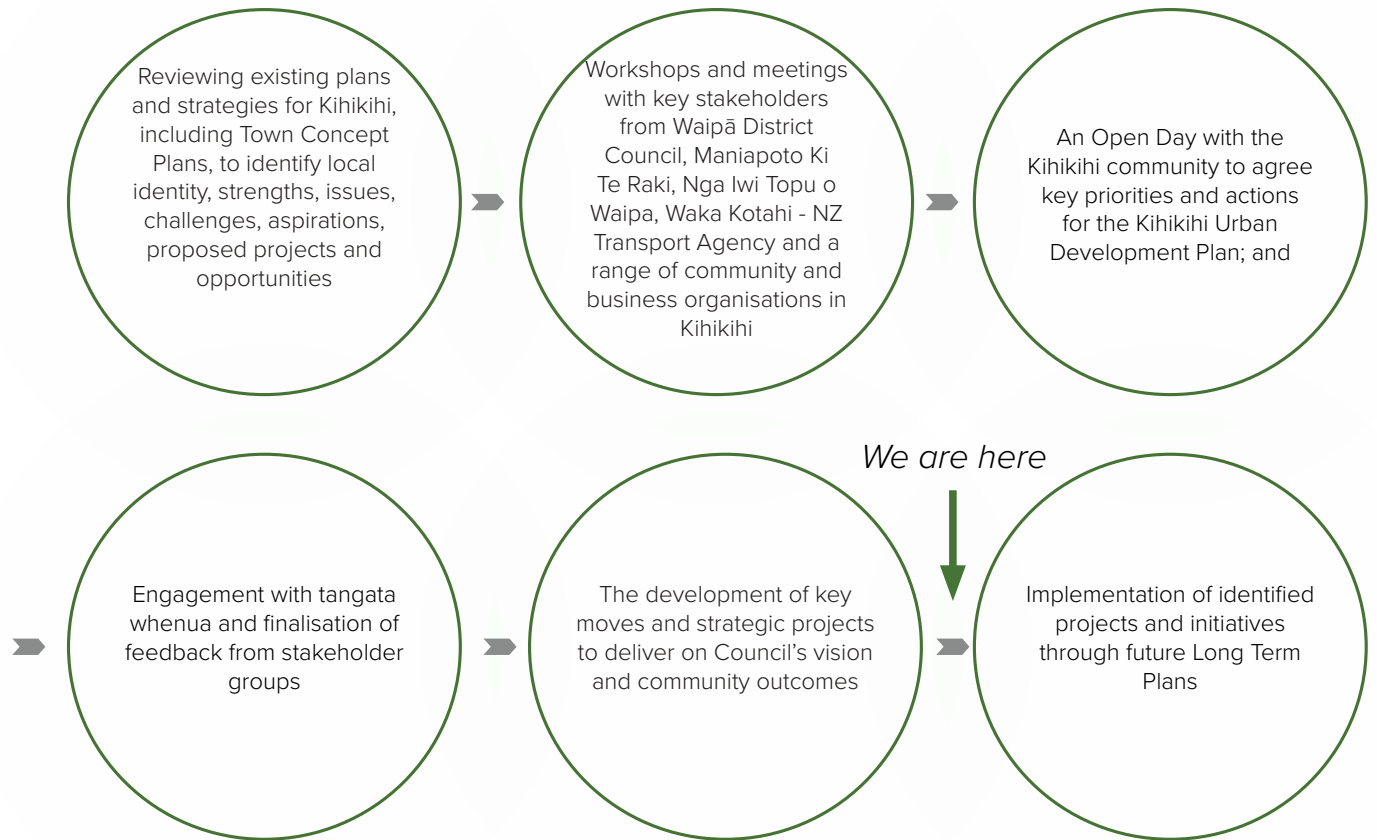 Reviewing existing plans
and strategies for Kihikihi,
including Town Concept
Plans, to identify local
identity, strengths, issues,
challenges, aspirations,
proposed projects and
opportunities
Workshops and meetings
with key stakeholders
from Waipā District
Council, Maniapoto Ki
Te Raki, Nga Iwi Topu o
Waipa, Waka Kotahi - NZ
Transport Agency and a
range of community and
business organisations in
Kihikihi
An Open Day with the
Kihikihi community to agree
key priorities and actions
for the Kihikihi Urban
Development Plan; and
Engagement with tangata
whenua and finalisation of
feedback from stakeholder
groups
The development of key
moves and strategic projects
to deliver on Council's vision
and community outcomes
We are here
Implementation of identified
projects and initiatives
through future Long Term
Plans